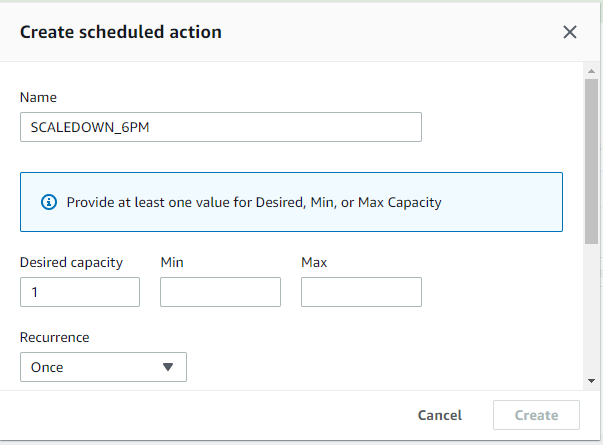 Create scheduled action
Name
SCALEDOWN_6PM
Provide at least one value for Desired, Min, or Max Capacity
Desired capacity Min Max
1
Recurrence
Once
Cancel Create